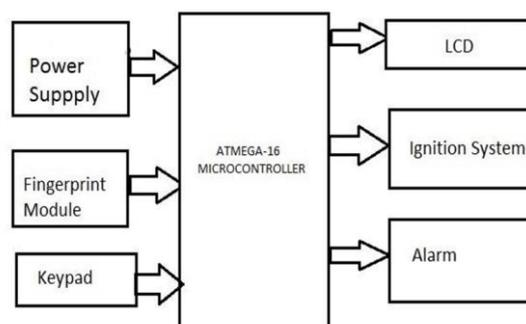 Power
Suppply
Fingerprint
Module
Keypad
ATMEGA-16
MICROCONTROLLER
LCD
Ignition System
Alarm